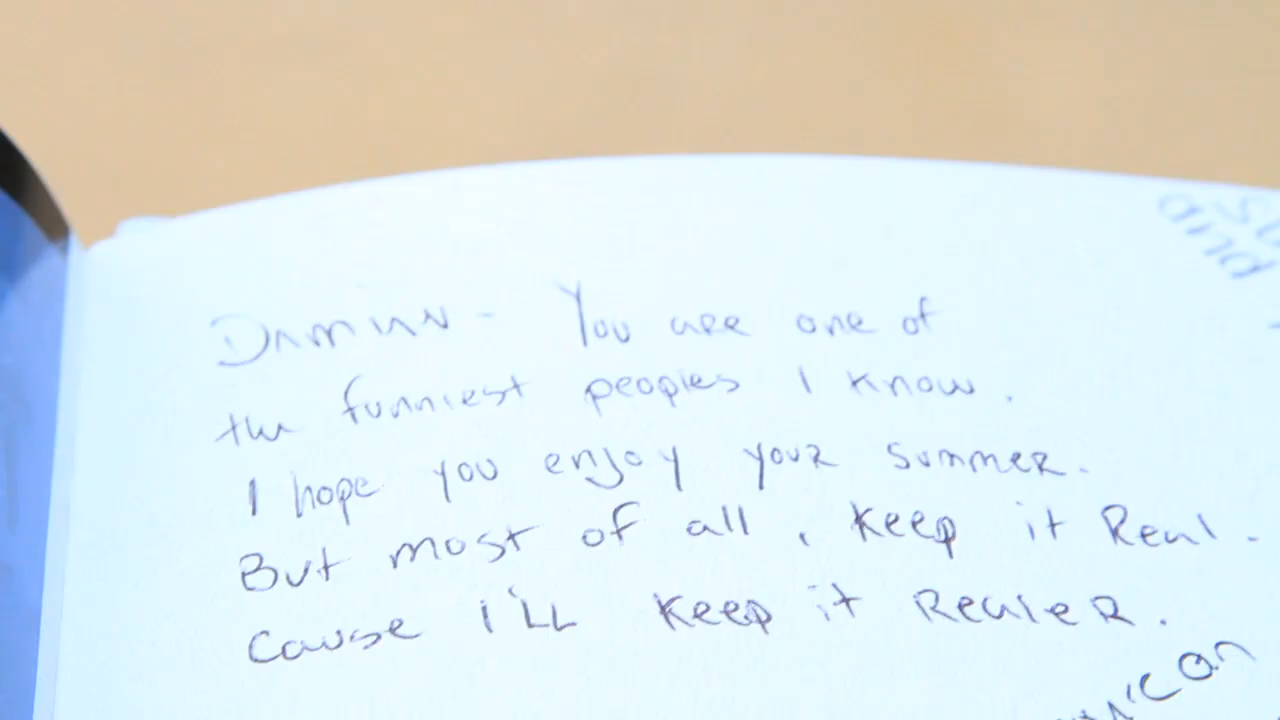 Damian - You are one of
the funniest peoples I know.
I hope you enjoy your summer.
But most of all, keep it Real.
Cause I'LL keep it Realer.